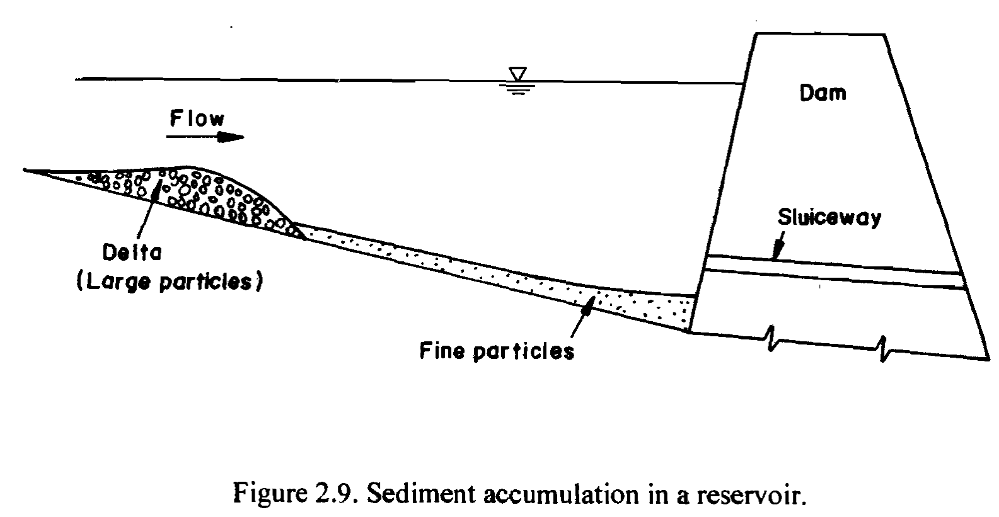 Dam
Flow
Sluiceway
Delta
(Large particles)
Fine particles
Figure 2.9. Sediment accumulation in a reservoir.